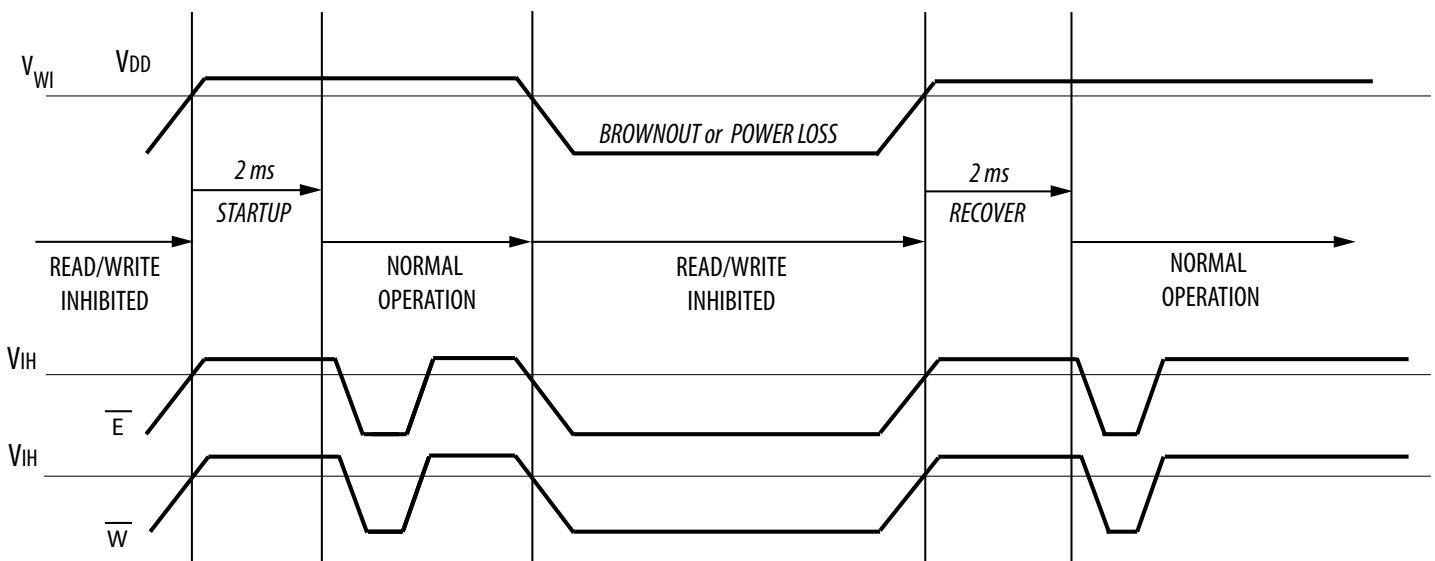 VWI VDD
BROWNOUT or POWER LOSS
2 ms
STARTUP
2 ms
RECOVER
READ/WRITE
INHIBITED
NORMAL
OPERATION
READ/WRITE
INHIBITED
NORMAL
OPERATION
VIH
E
VIH
W